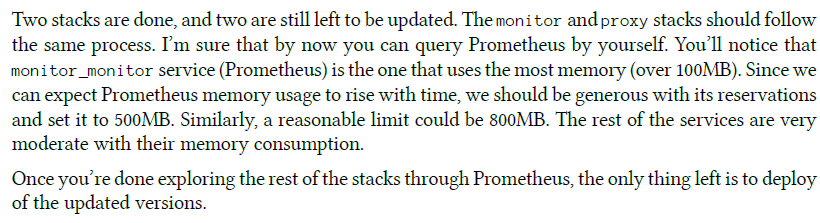 Two stacks are done, and two are still left to be updated. The monitor and proxy stacks should follow
the same process. I’m sure that by now you can query Prometheus by yourself. You’ll notice that
monitor_monitor service (Prometheus) is the one that uses the most memory (over 100MB). Since we
can expect Prometheus memory usage to rise with time, we should be generous with its reservations
and set it to 500MB. Similarly, a reasonable limit could be 800MB. The rest of the services are very
moderate with their memory consumption.
Once you’re done exploring the rest of the stacks through Prometheus, the only thing left is to deploy
of the updated versions.